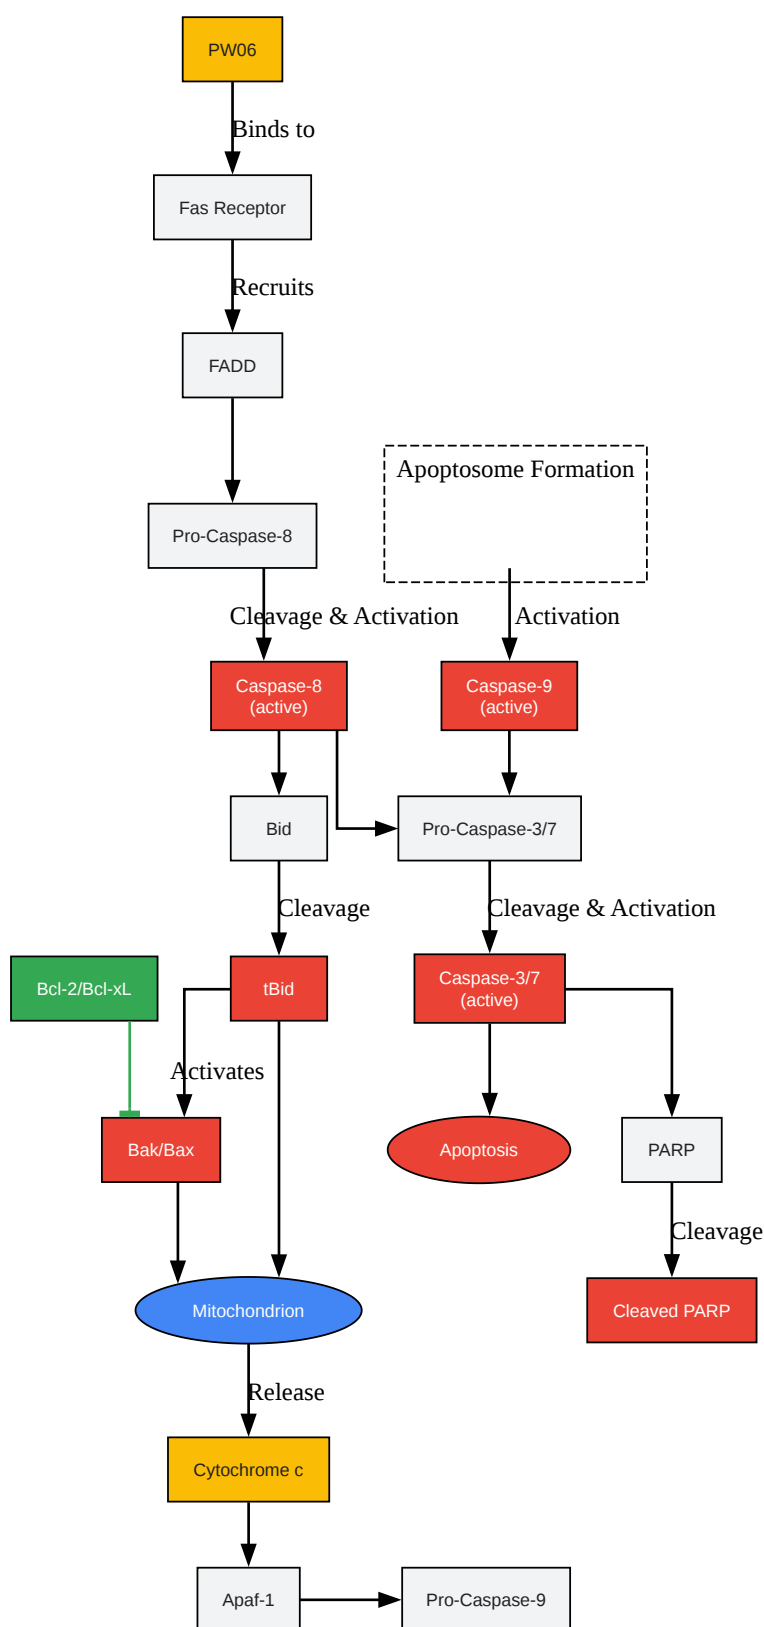 PW06
Binds to
Fas Receptor
Recruits
FADD
Apoptosome Formation
Pro-Caspase-8
Cleavage & Activation
Activation
Caspase-8
(active)
Caspase-9
(active)
Bid
Pro-Caspase-3/7
Cleavage
Cleavage & Activation
Bcl-2/Bcl-xL
tBid
Caspase-3/7
(active)
Activates
Bak/Bax
Apoptosis
PARP
Cleavage
Mitochondrion
Cleaved PARP
Release
Cytochrome c
Apaf-1
Pro-Caspase-9